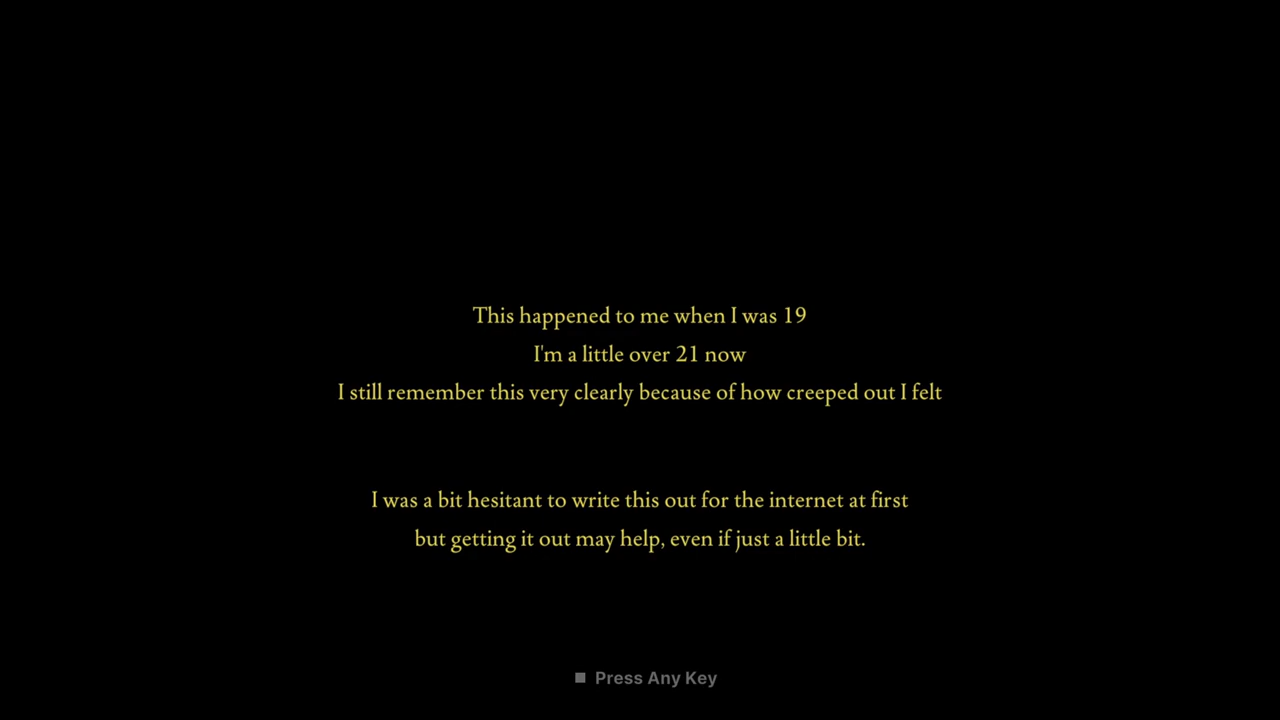 This happened to me when I was 19
I'm a little over 21 now
I still remember this very clearly because of how creeped out I felt
I was a bit hesitant to write this out for the internet at first
but getting it out may help, even if just a little bit.
Press Any Key